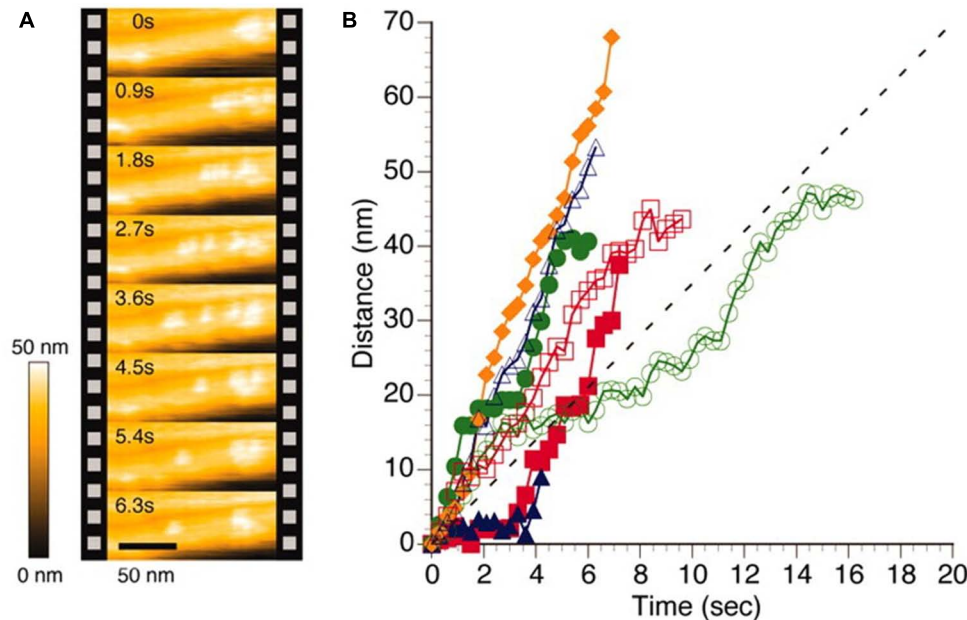 A
0s
0.9s
1.8s
2.7s
3.6s
4.5s
5.4s
6.3s
50 nm
0 nm
50 nm
B
70
60
50
40
30
20
10
0
Distance (nm)
0 2 4 6 8 10 12 14 16 18 20
Time (sec)